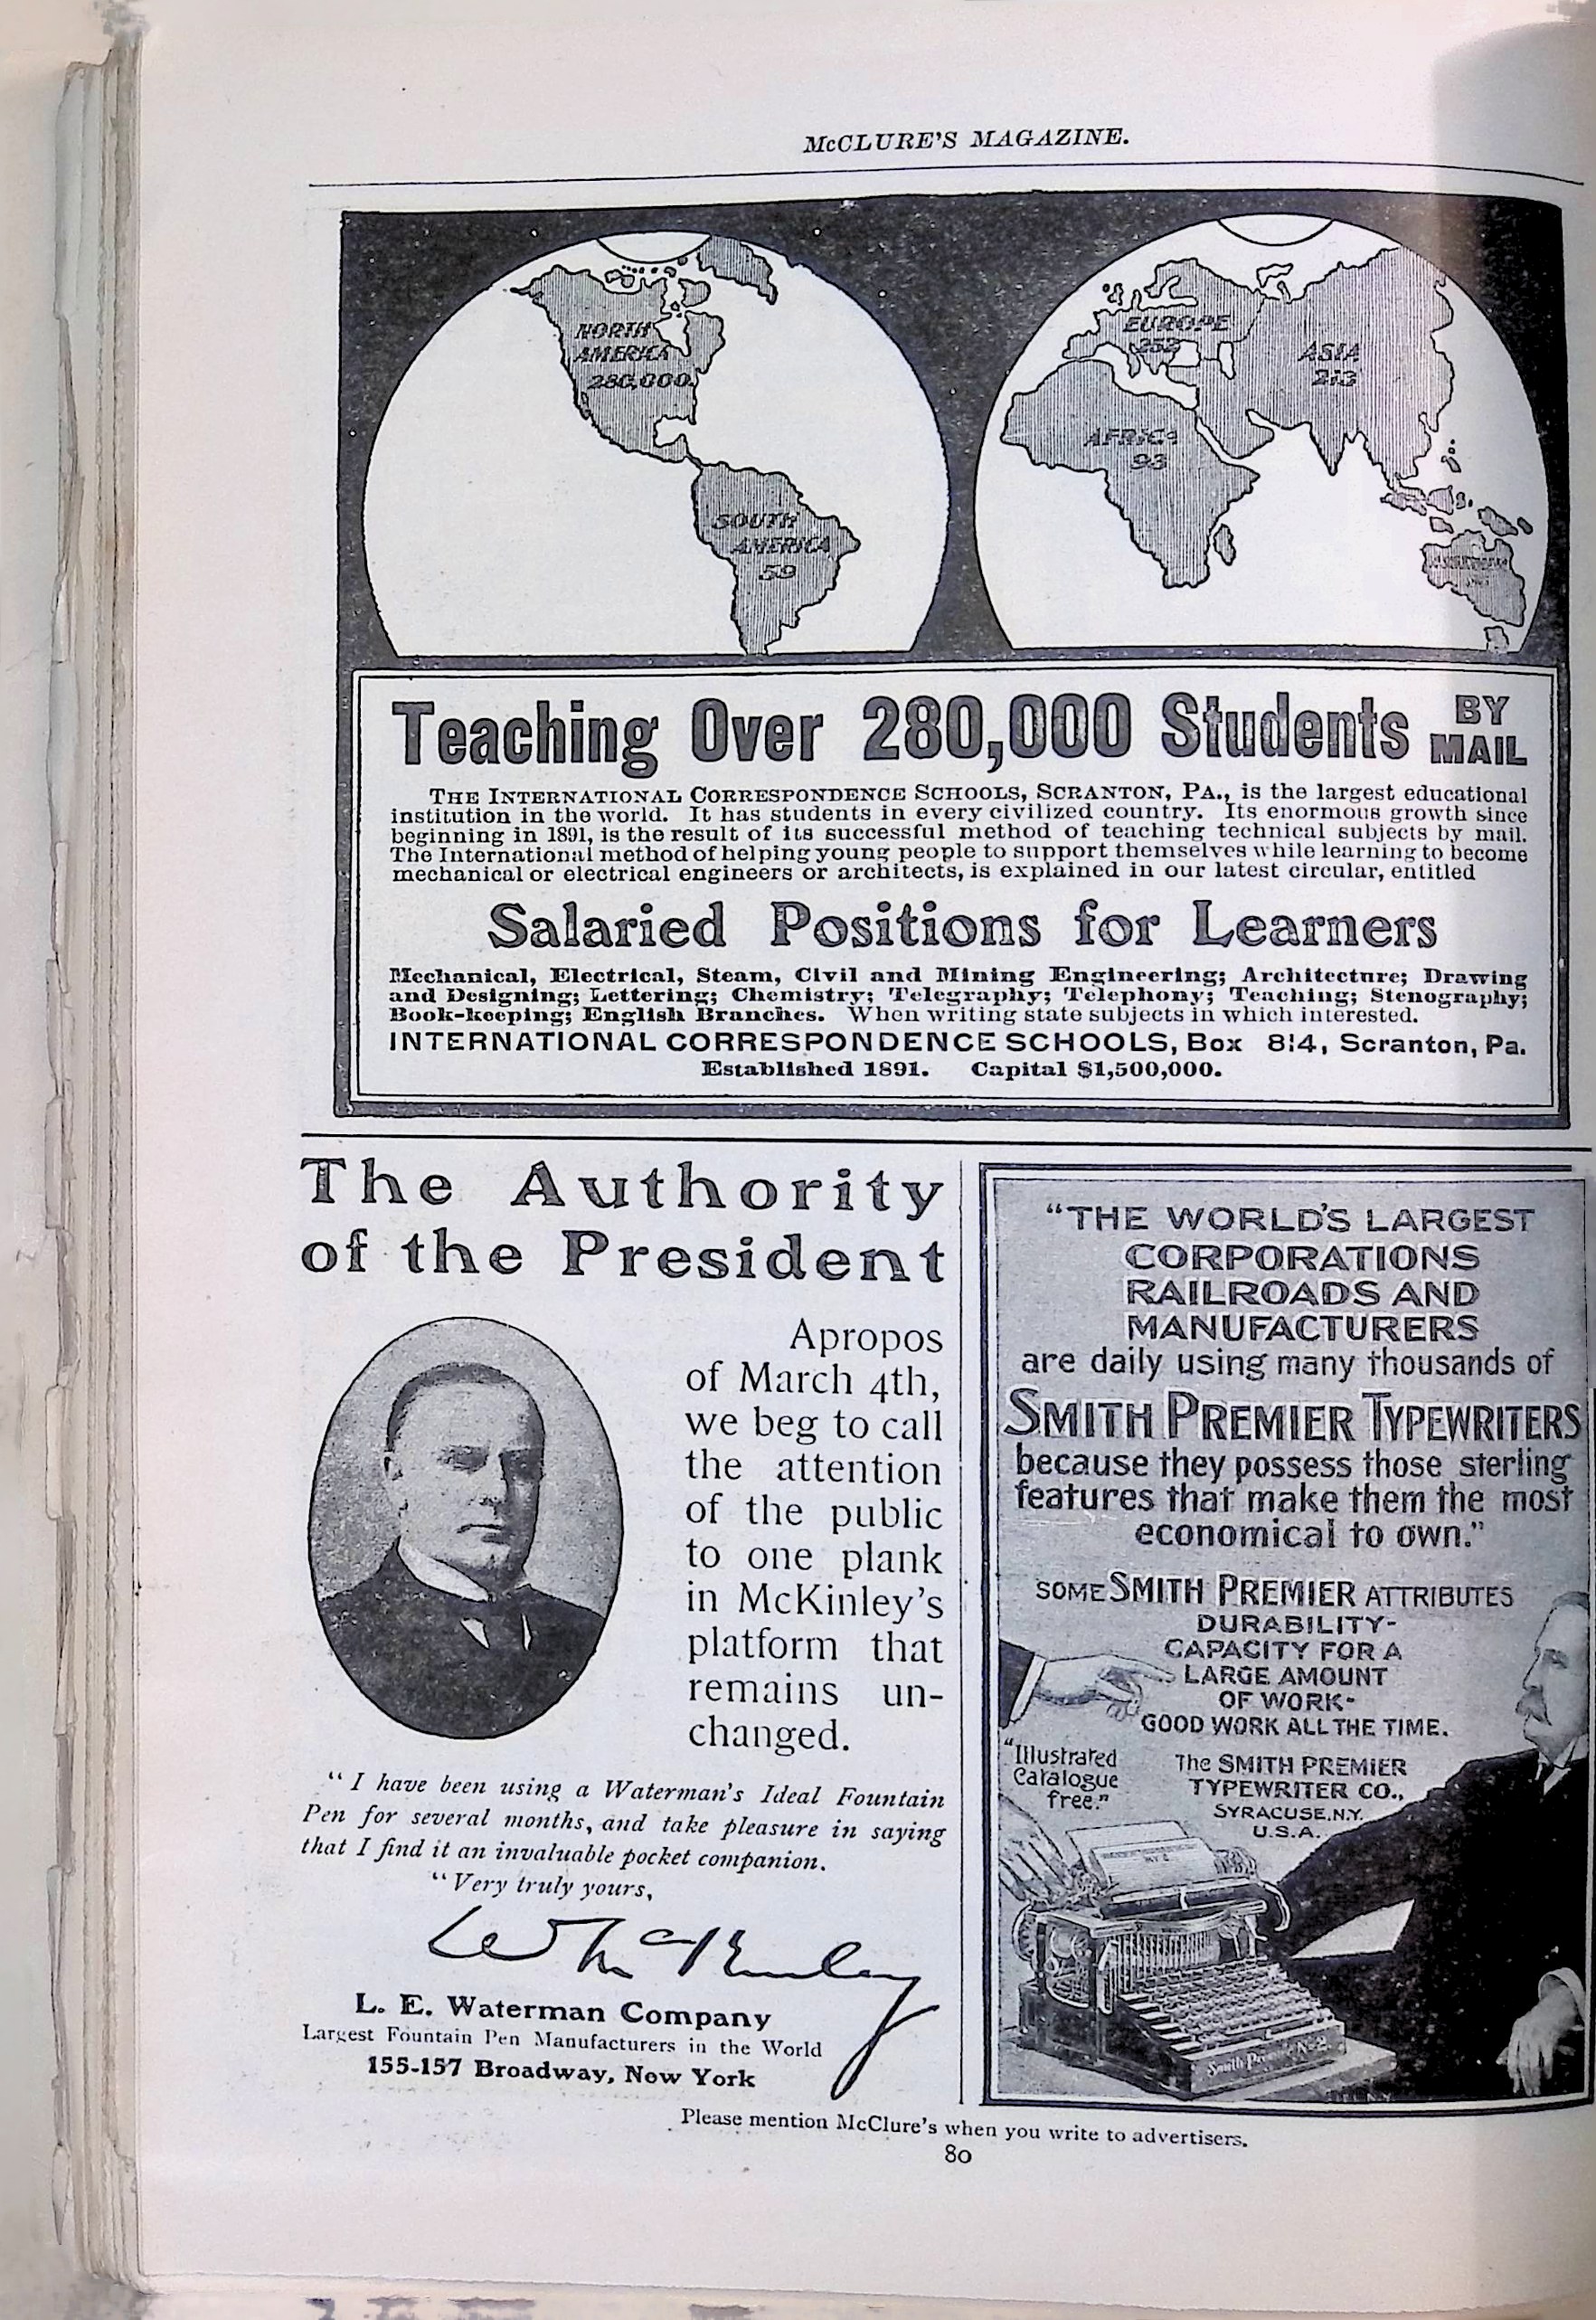 McCLURE'S MAGAZINE.
NORTH
AMERICA
280,000
SOUTH
AMERICA
59
EUROPE
252
ASIA
213
AFRICA
93
Teaching Over 280,000 Students BY
MAIL
THE INTERNATIONAL CORRESPONDENCE SCHOOLS, SCRANTON, PA., is the largest educational
institution in the world. It has students in every civilized country. Its enormous growth since
beginning in 1891, is the result of its successful method of teaching technical subjects by mail.
The International method of helping young people to support themselves while learning to become
mechanical or electrical engineers or architects, is explained in our latest circular, entitled
Salaried Positions for Learners
Mechanical, Electrical, Steam, Civil and Mining Engineering; Architecture; Drawing
and Designing; Lettering; Chemistry; Telegraphy; Telephony; Teaching; Stenography;
Book-keeping; English Branches. When writing state subjects in which interested.
INTERNATIONAL CORRESPONDENCE SCHOOLS, Box 814, Scranton, Pa.
Established 1891. Capital $1,500,000.
The Authority
of the President
Apropos
of March 4th,
we beg to call
the attention
of the public
to one plank
in McKinley's
platform that
remains un-
changed.
"I have been using a Waterman's Ideal Fountain
Pen for several months, and take pleasure in saying
that I find it an invaluable pocket companion.
"Very truly yours,
Wm McKinley
L. E. Waterman Company
Largest Fountain Pen Manufacturers in the World
155-157 Broadway, New York
"THE WORLD'S LARGEST
CORPORATIONS
RAILROADS AND
MANUFACTURERS
are daily using many thousands of
SMITH PREMIER TYPEWRITERS
because they possess those sterling
features that make them the most
economical to own."
SOME SMITH PREMIER ATTRIBUTES
DURABILITY-
CAPACITY FOR A
LARGE AMOUNT
OF WORK-
GOOD WORK ALL THE TIME.
"Illustrated
Catalogue
free."
The SMITH PREMIER
TYPEWRITER CO.,
SYRACUSE, N.Y.
U.S.A.
Smith Premier No 2
Please mention McClure's when you write to advertisers.
80